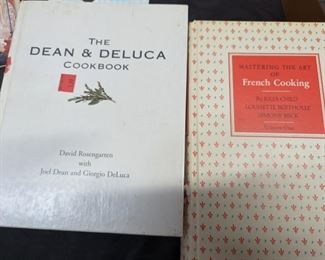 THE
DEAN & DELUCA
COOKBOOK
David Rosengarten
with
Joel Dean and Giorgio DeLuca
MASTERING THE ART
OF
French Cooking
By JULIA CHILD
LOUISETTE BERTHOLLE
SIMONE BECK